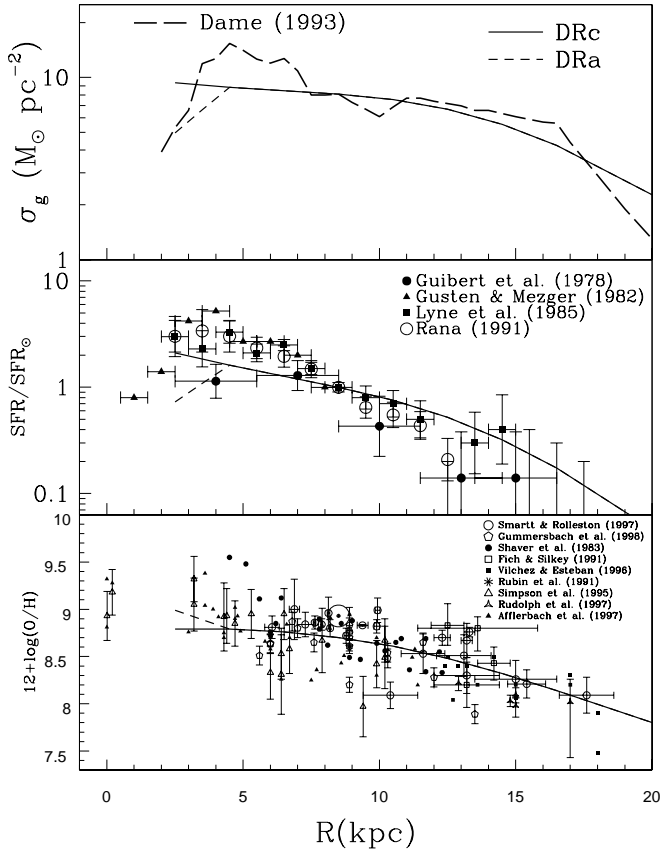 Dame (1993)
DRc
DRa
σg (M⊙ pc−2)
10
1
Guibert et al. (1978)
Gusten & Mezger (1982)
Lyne et al. (1985)
Rana (1991)
SFR/SFR⊙
10
1
0.1
Smartt & Rolleston (1997)
Gummersbach et al. (1998)
Shaver et al. (1983)
Fich & Silkey (1991)
Vilchez & Esteban (1996)
Rubin et al. (1991)
Simpson et al. (1995)
Rudolph et al. (1997)
Afflerbach et al. (1997)
12+log(O/H)
10
9.5
9
8.5
8
7.5
0 5 10 15 20
R(kpc)